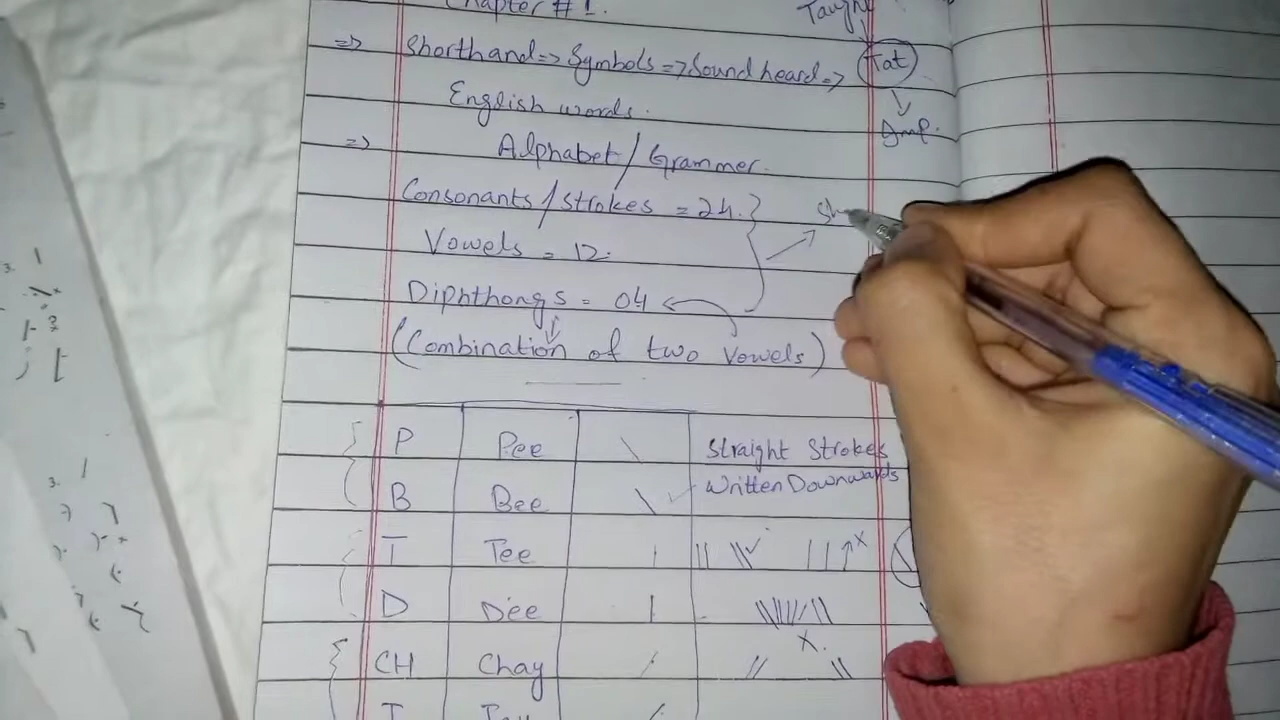 Chapter # 1.
Taught
=> Shorthand => Symbols => Sound heard => Tat
English words.
Imp.
=> Alphabet / Grammer.
Consonants / Strokes = 24.
Vowels = 12.
Diphthongs = 04
(Combination of two vowels)
P Pee \ Straight Strokes
B Bee \ Written Downwards
T Tee |
D Dee |
CH Chay /